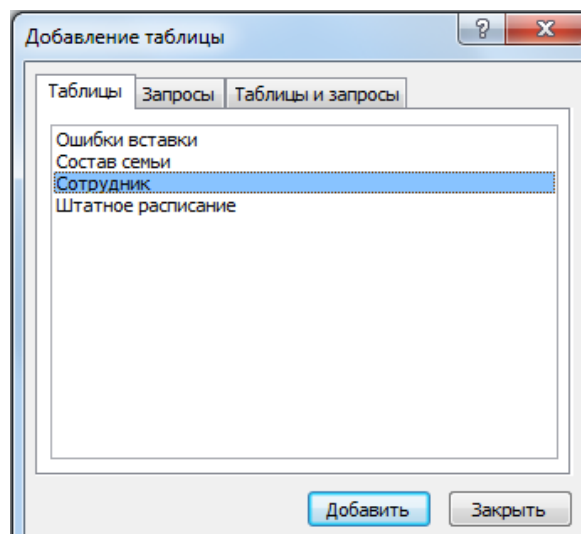 Добавление таблицы
Таблицы Запросы Таблицы и запросы
Ошибки вставки
Состав семьи
Сотрудник
Штатное расписание
Добавить Закрыть